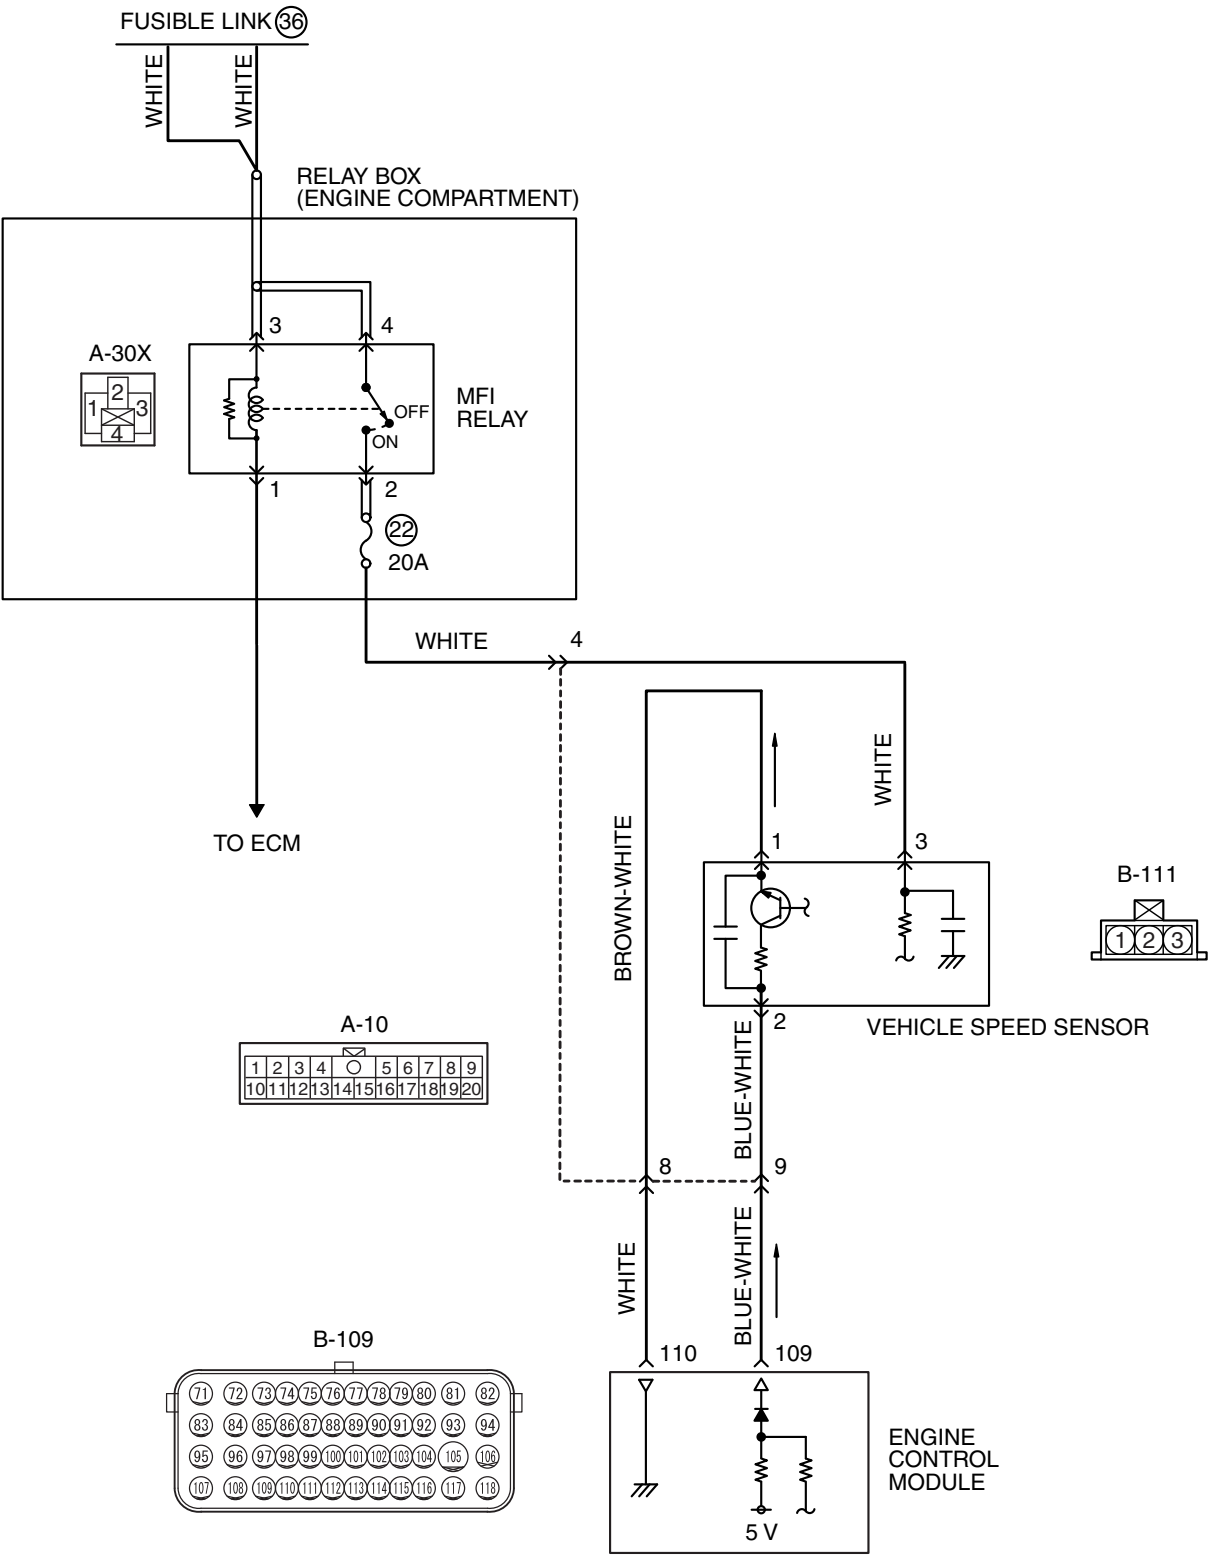 FUSIBLE LINK 36
WHITE
WHITE
RELAY BOX
(ENGINE COMPARTMENT)
3
4
A-30X
2
1
3
4
OFF
ON
MFI
RELAY
1
2
22
20A
WHITE
4
TO ECM
BROWN-WHITE
WHITE
1
3
B-111
1 2 3
2
VEHICLE SPEED SENSOR
BLUE-WHITE
A-10
1 2 3 4 5 6 7 8 9
10 11 12 13 14 15 16 17 18 19 20
8
9
WHITE
BLUE-WHITE
B-109
71 72 73 74 75 76 77 78 79 80 81 82
83 84 85 86 87 88 89 90 91 92 93 94
95 96 97 98 99 100 101 102 103 104 105 106
107 108 109 110 111 112 113 114 115 116 117 118
110
109
ENGINE
CONTROL
MODULE
5 V